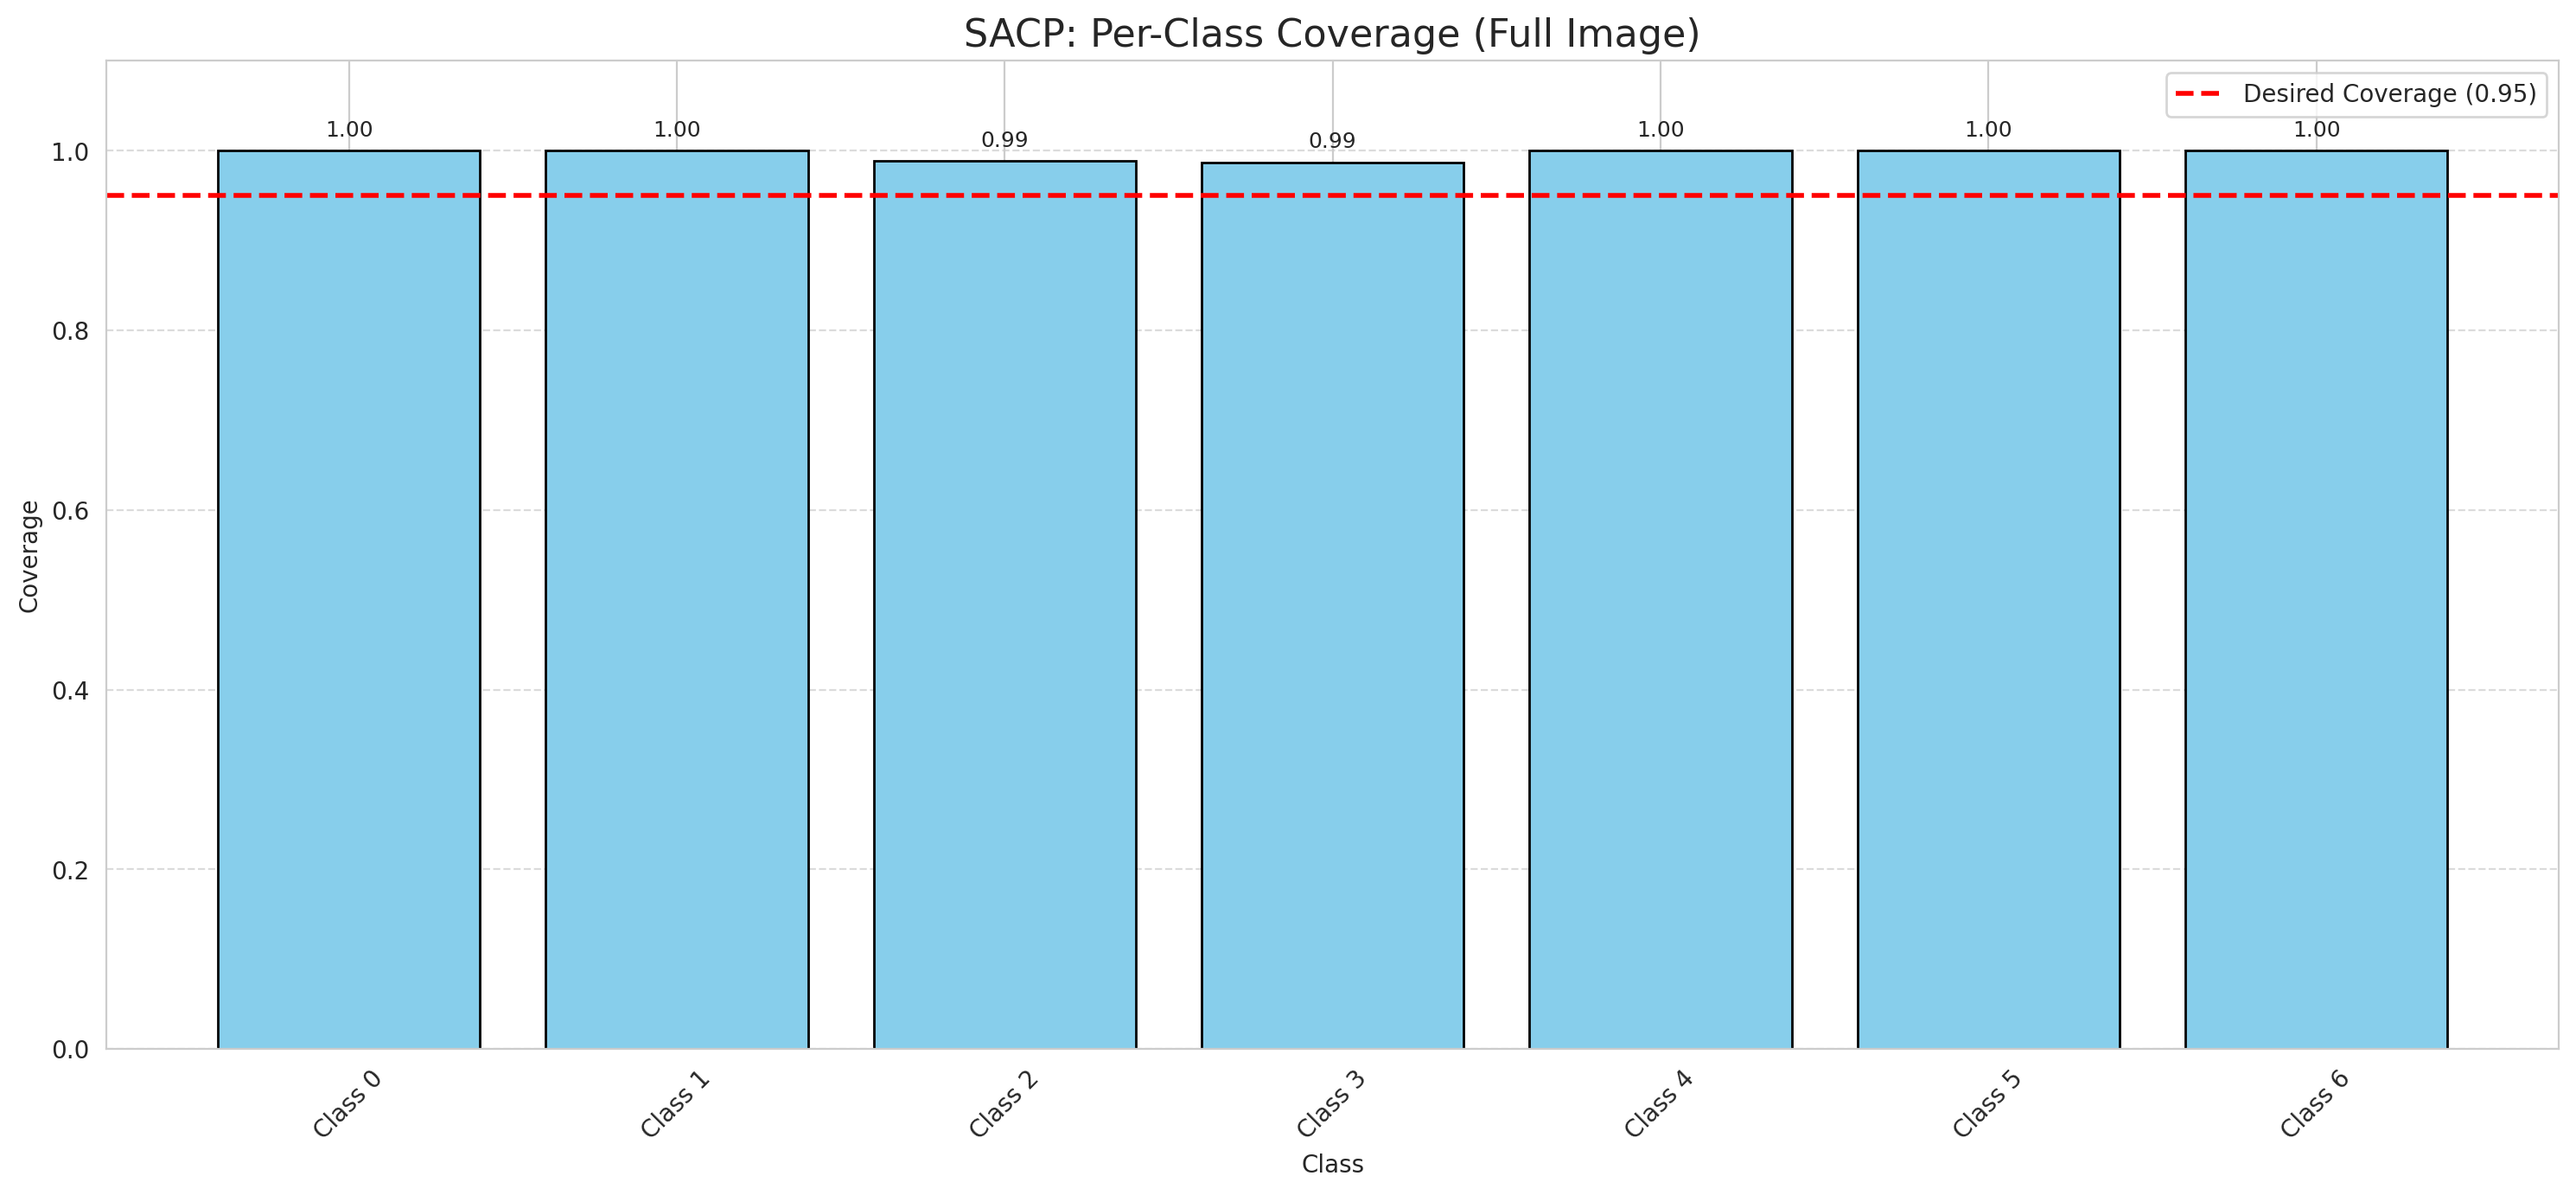 SACP: Per-Class Coverage (Full Image)
Desired Coverage (0.95)
1.00
1.00
0.99
0.99
1.00
1.00
1.00
1.0
0.8
0.6
0.4
0.2
0.0
Coverage
Class 0
Class 1
Class 2
Class 3
Class 4
Class 5
Class 6
Class